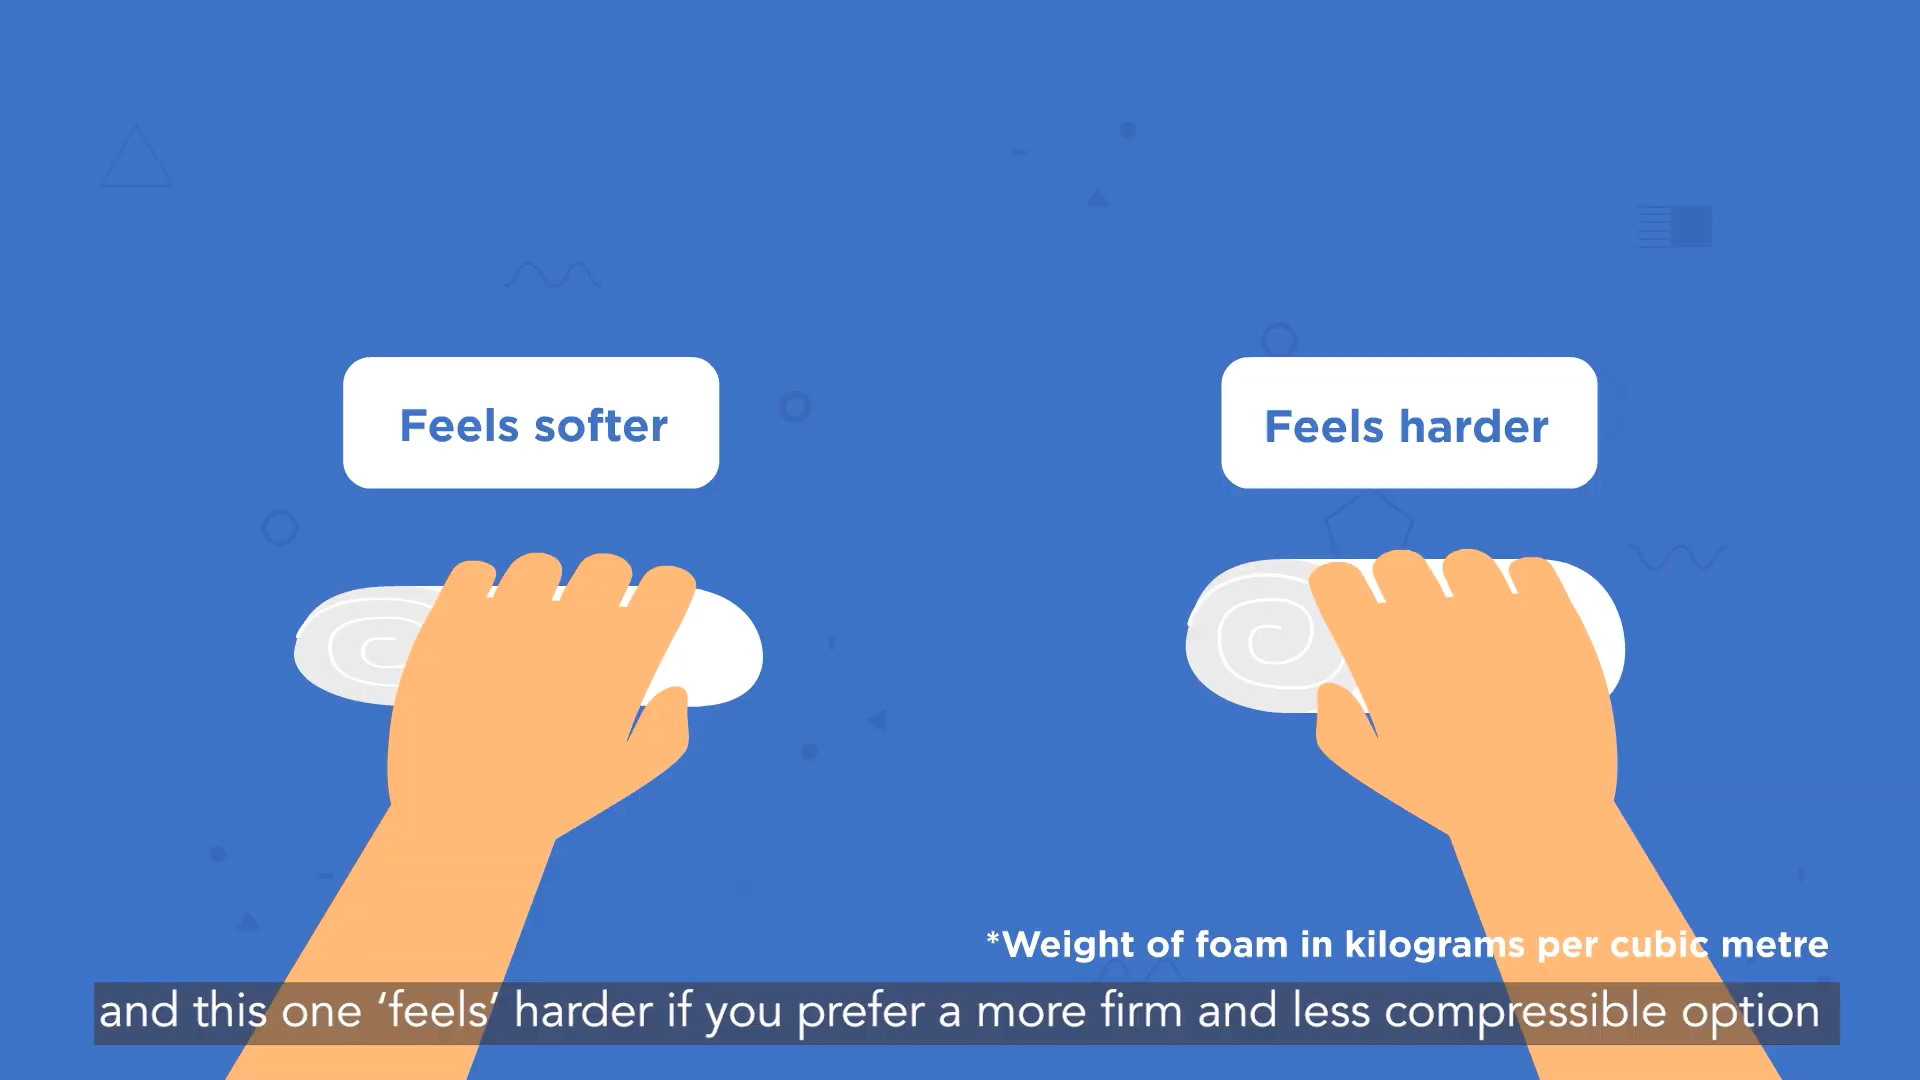 Feels softer
Feels harder
*Weight of foam in kilograms per cubic metre
and this one ‘feels’ harder if you prefer a more firm and less compressible option